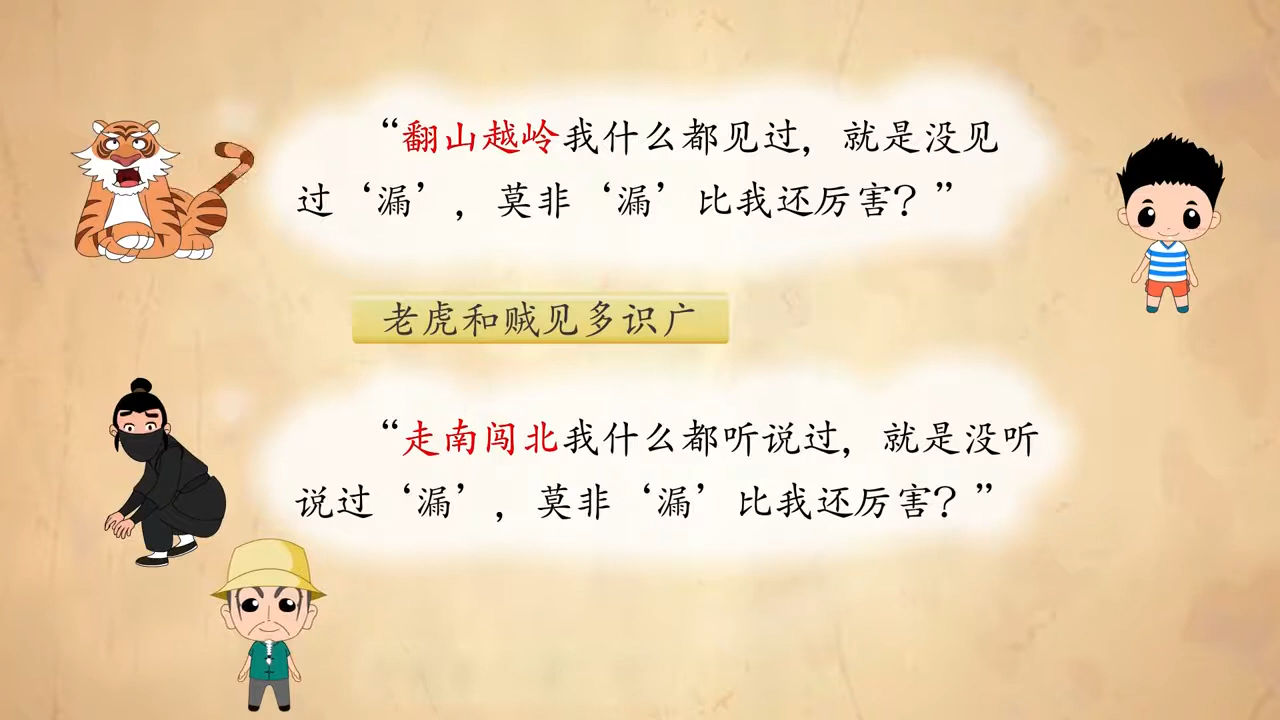 “翻山越岭我什么都见过，就是没见
过‘漏’，莫非‘漏’比我还厉害？”
老虎和贼见多识广
“走南闯北我什么都听说过，就是没听
说过‘漏’，莫非‘漏’比我还厉害？”